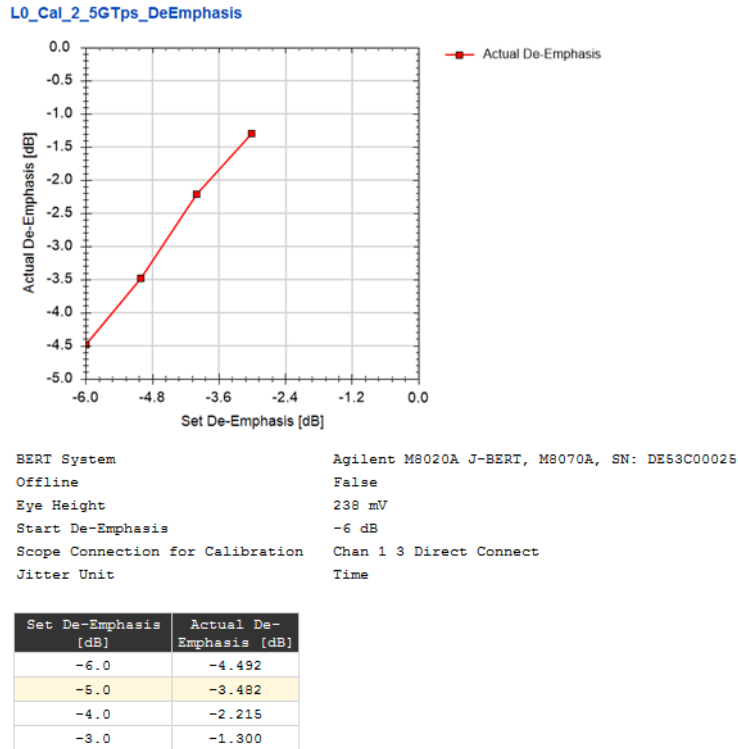 L0_Cal_2_5GTps_DeEmphasis
0.0
-0.5
-1.0
-1.5
-2.0
-2.5
-3.0
-3.5
-4.0
-4.5
-5.0
Actual De-Emphasis [dB]
-6.0 -4.8 -3.6 -2.4 -1.2 0.0
Set De-Emphasis [dB]
Actual De-Emphasis
BERT System Agilent M8020A J-BERT, M8070A, SN: DE53C00025
Offline False
Eye Height 238 mV
Start De-Emphasis -6 dB
Scope Connection for Calibration Chan 1 3 Direct Connect
Jitter Unit Time
Set De-Emphasis Actual De-
[dB] Emphasis [dB]
-6.0 -4.492
-5.0 -3.482
-4.0 -2.215
-3.0 -1.300